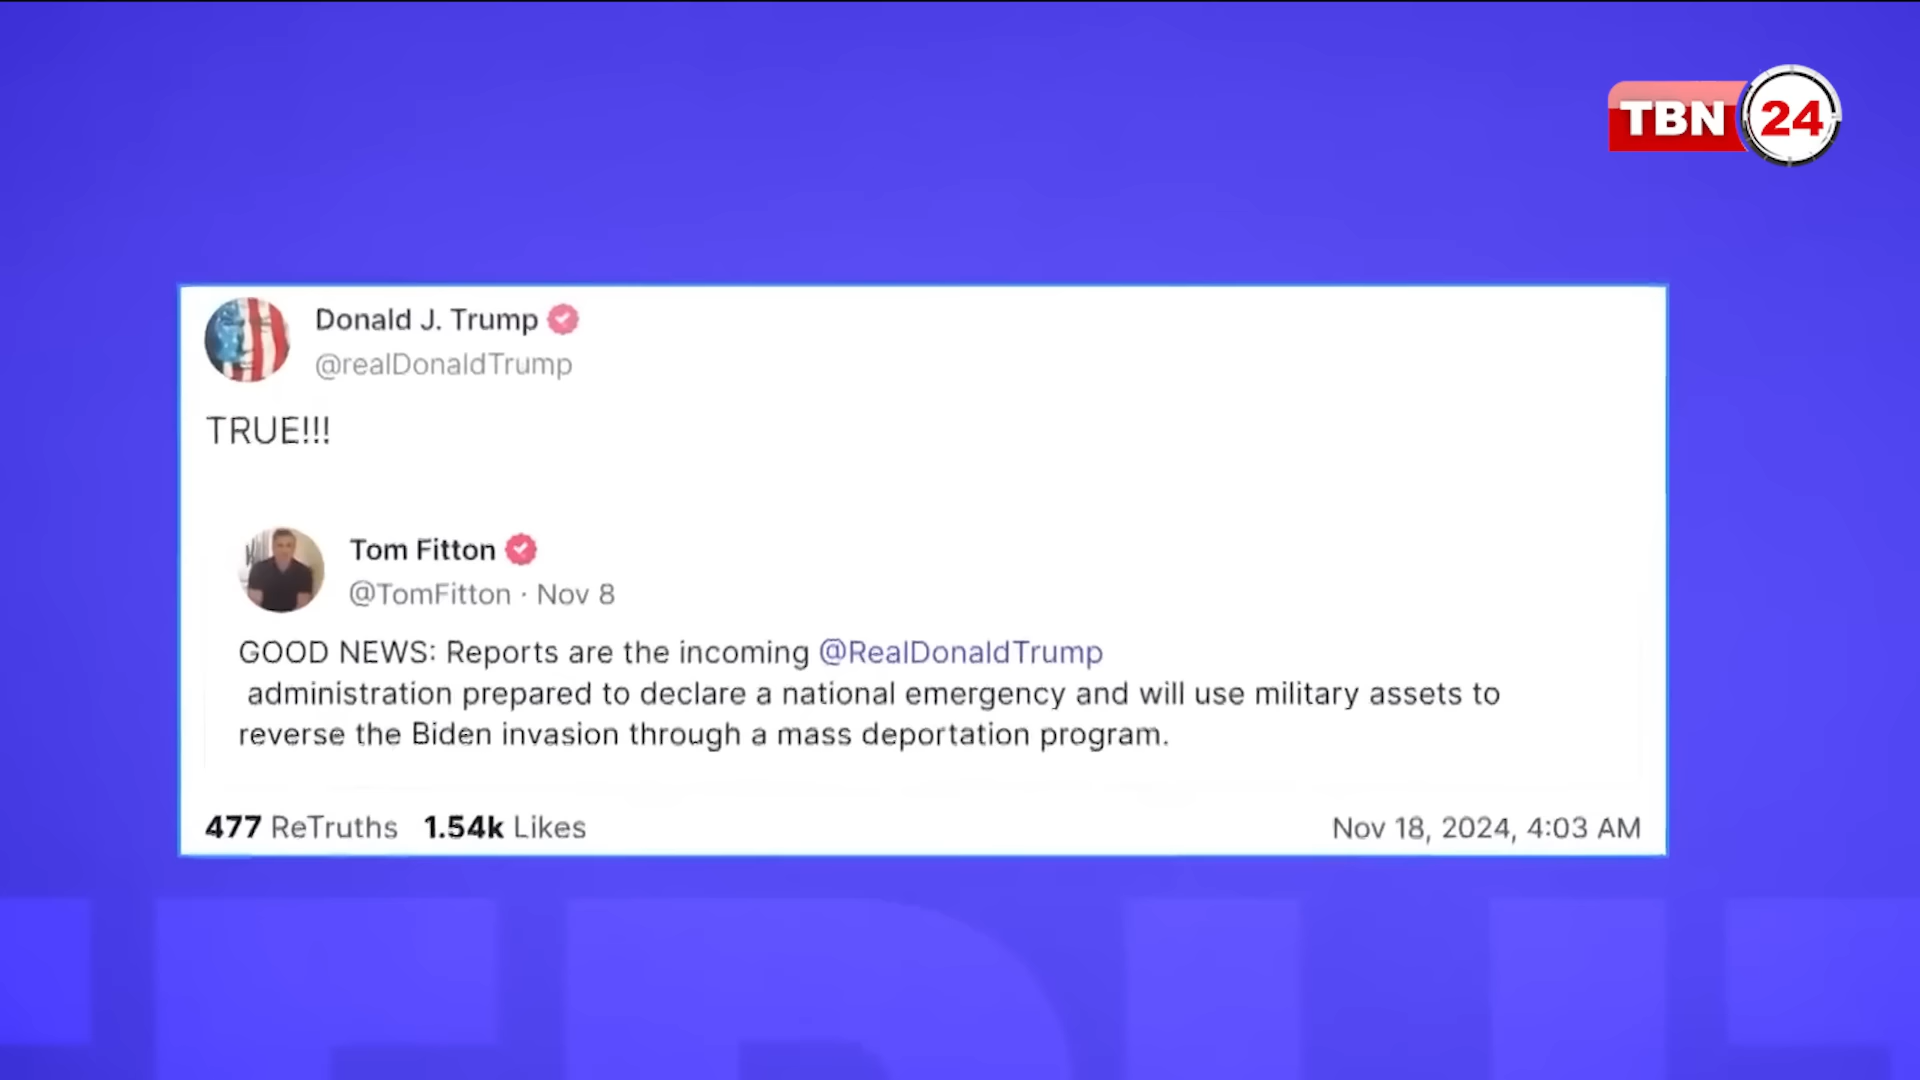 TBN 24
Donald J. Trump
@realDonaldTrump
TRUE!!!
Tom Fitton
@TomFitton · Nov 8
GOOD NEWS: Reports are the incoming @RealDonaldTrump
administration prepared to declare a national emergency and will use military assets to
reverse the Biden invasion through a mass deportation program.
477 ReTruths 1.54k Likes
Nov 18, 2024, 4:03 AM